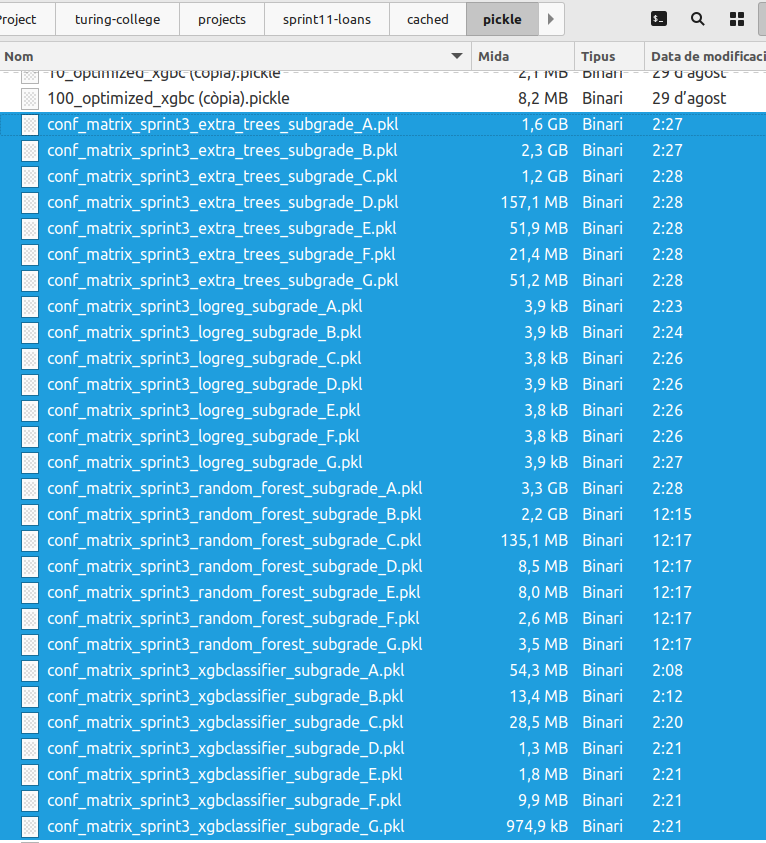 Project turing-college projects sprint11-loans cached pickle
Nom Mida Tipus Data de modificaci
10_optimized_xgbc (còpia).pickle 2,1 MB Binari 29 d'agost
100_optimized_xgbc (còpia).pickle 8,2 MB Binari 29 d'agost
conf_matrix_sprint3_extra_trees_subgrade_A.pkl 1,6 GB Binari 2:27
conf_matrix_sprint3_extra_trees_subgrade_B.pkl 2,3 GB Binari 2:27
conf_matrix_sprint3_extra_trees_subgrade_C.pkl 1,2 GB Binari 2:28
conf_matrix_sprint3_extra_trees_subgrade_D.pkl 157,1 MB Binari 2:28
conf_matrix_sprint3_extra_trees_subgrade_E.pkl 51,9 MB Binari 2:28
conf_matrix_sprint3_extra_trees_subgrade_F.pkl 21,4 MB Binari 2:28
conf_matrix_sprint3_extra_trees_subgrade_G.pkl 51,2 MB Binari 2:28
conf_matrix_sprint3_logreg_subgrade_A.pkl 3,9 kB Binari 2:23
conf_matrix_sprint3_logreg_subgrade_B.pkl 3,9 kB Binari 2:24
conf_matrix_sprint3_logreg_subgrade_C.pkl 3,8 kB Binari 2:26
conf_matrix_sprint3_logreg_subgrade_D.pkl 3,9 kB Binari 2:26
conf_matrix_sprint3_logreg_subgrade_E.pkl 3,8 kB Binari 2:26
conf_matrix_sprint3_logreg_subgrade_F.pkl 3,8 kB Binari 2:26
conf_matrix_sprint3_logreg_subgrade_G.pkl 3,9 kB Binari 2:27
conf_matrix_sprint3_random_forest_subgrade_A.pkl 3,3 GB Binari 2:28
conf_matrix_sprint3_random_forest_subgrade_B.pkl 2,2 GB Binari 12:15
conf_matrix_sprint3_random_forest_subgrade_C.pkl 135,1 MB Binari 12:17
conf_matrix_sprint3_random_forest_subgrade_D.pkl 8,5 MB Binari 12:17
conf_matrix_sprint3_random_forest_subgrade_E.pkl 8,0 MB Binari 12:17
conf_matrix_sprint3_random_forest_subgrade_F.pkl 2,6 MB Binari 12:17
conf_matrix_sprint3_random_forest_subgrade_G.pkl 3,5 MB Binari 12:17
conf_matrix_sprint3_xgbclassifier_subgrade_A.pkl 54,3 MB Binari 2:08
conf_matrix_sprint3_xgbclassifier_subgrade_B.pkl 13,4 MB Binari 2:12
conf_matrix_sprint3_xgbclassifier_subgrade_C.pkl 28,5 MB Binari 2:20
conf_matrix_sprint3_xgbclassifier_subgrade_D.pkl 1,3 MB Binari 2:21
conf_matrix_sprint3_xgbclassifier_subgrade_E.pkl 1,8 MB Binari 2:21
conf_matrix_sprint3_xgbclassifier_subgrade_F.pkl 9,9 MB Binari 2:21
conf_matrix_sprint3_xgbclassifier_subgrade_G.pkl 974,9 kB Binari 2:21